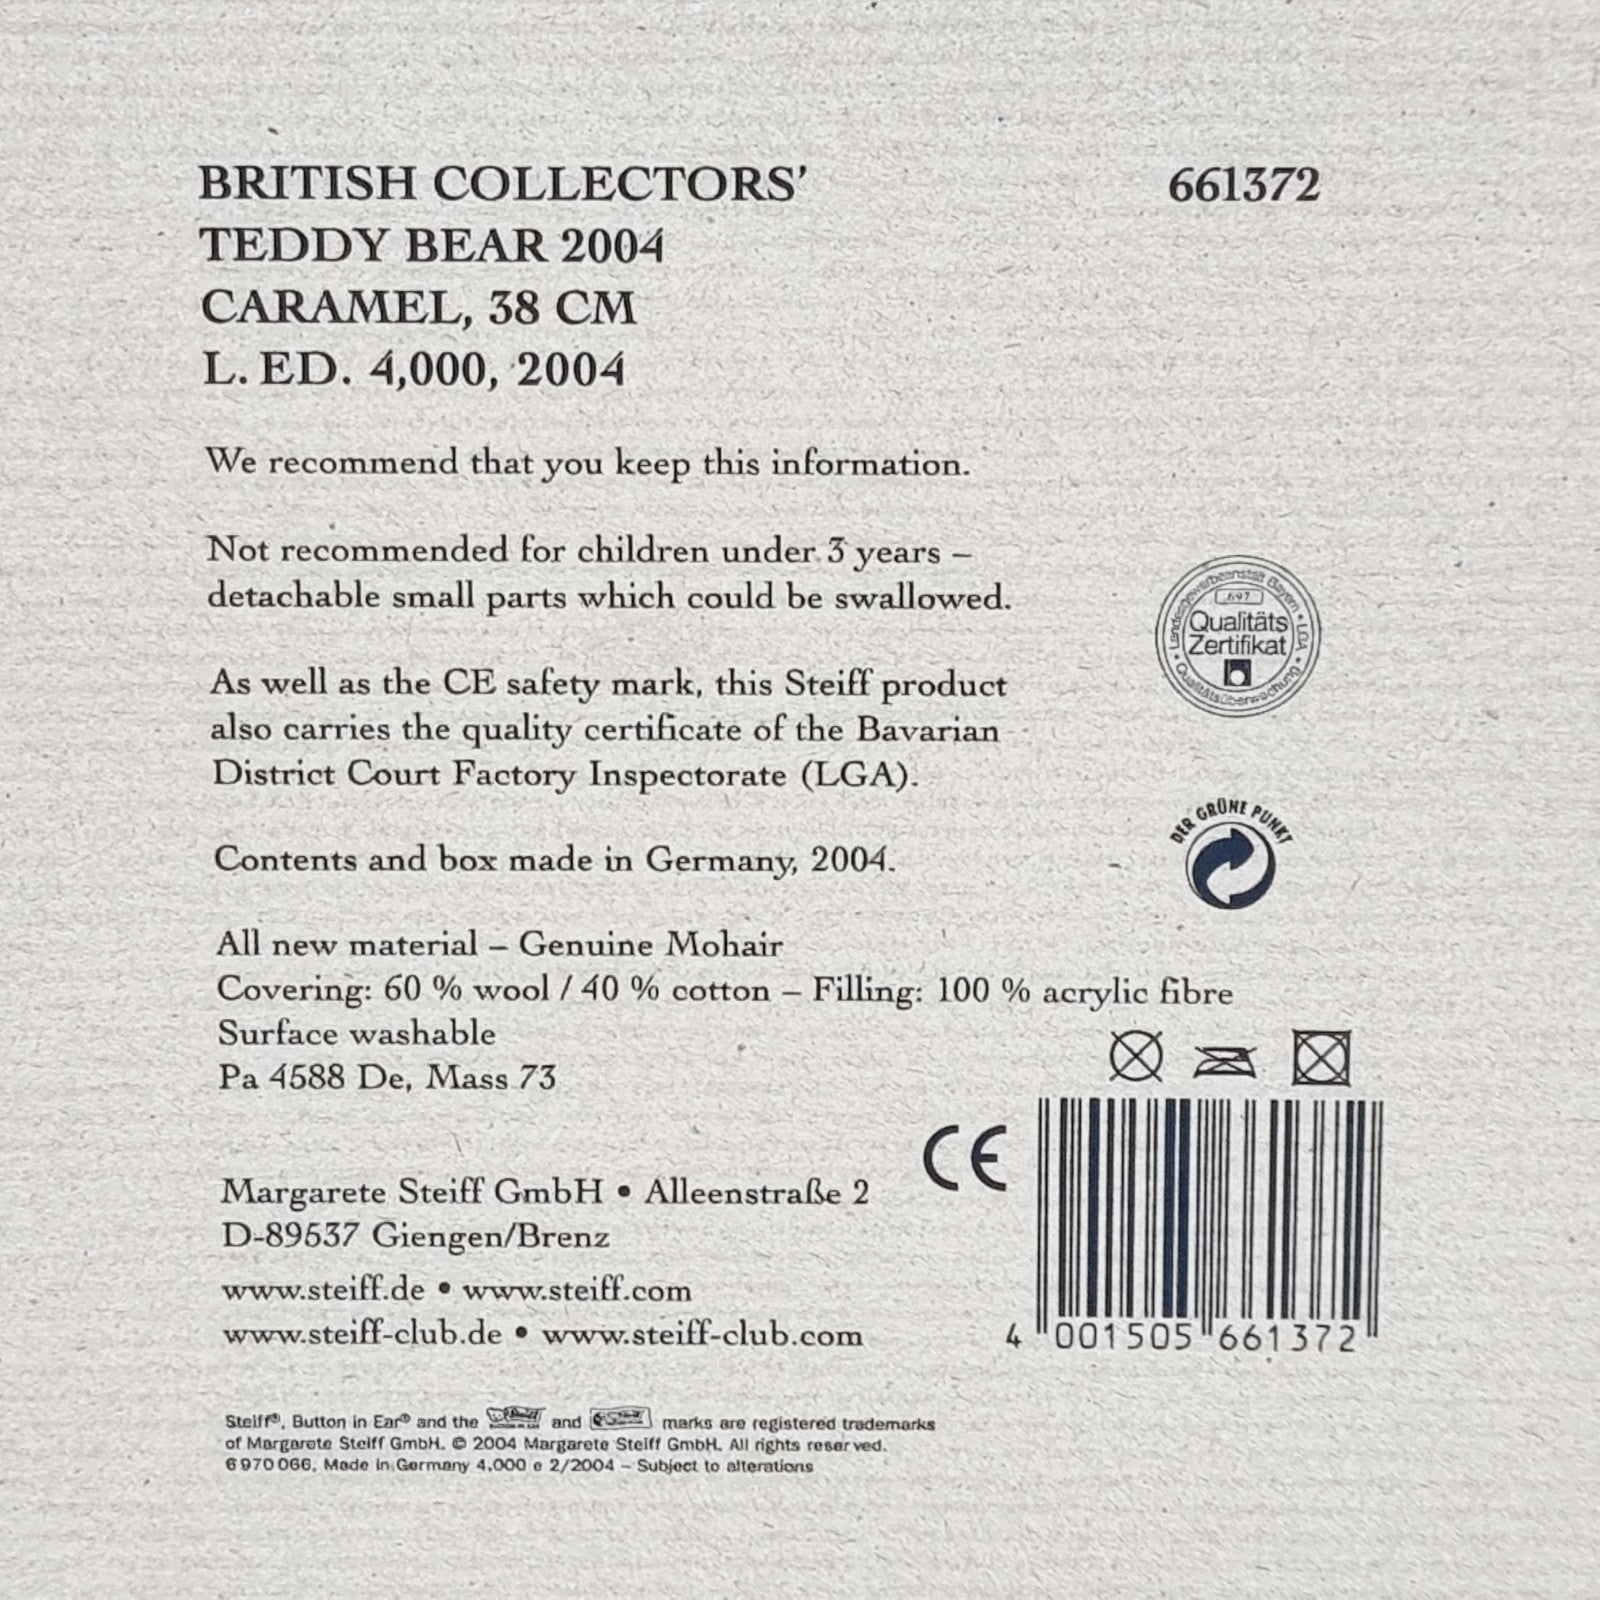 BRITISH COLLECTORS' 661372
TEDDY BEAR 2004
CARAMEL, 38 CM
L. ED. 4,000, 2004
We recommend that you keep this information.
Not recommended for children under 3 years –
detachable small parts which could be swallowed.
As well as the CE safety mark, this Steiff product
also carries the quality certificate of the Bavarian
District Court Factory Inspectorate (LGA).
Landesgewerbeanstalt Bayern • LGA •
Qualitätsüberwachung •
697
Qualitäts
Zertifikat
DER GRÜNE PUNKT
Contents and box made in Germany, 2004.
All new material – Genuine Mohair
Covering: 60 % wool / 40 % cotton – Filling: 100 % acrylic fibre
Surface washable
Pa 4588 De, Mass 73
CE
Margarete Steiff GmbH • Alleenstraße 2
D-89537 Giengen/Brenz
www.steiff.de • www.steiff.com
www.steiff-club.de • www.steiff-club.com
4 001505 661372
Steiff®, Button in Ear® and the and marks are registered trademarks
of Margarete Steiff GmbH. © 2004 Margarete Steiff GmbH. All rights reserved.
6970066, Made in Germany 4.000 e 2/2004 – Subject to alterations